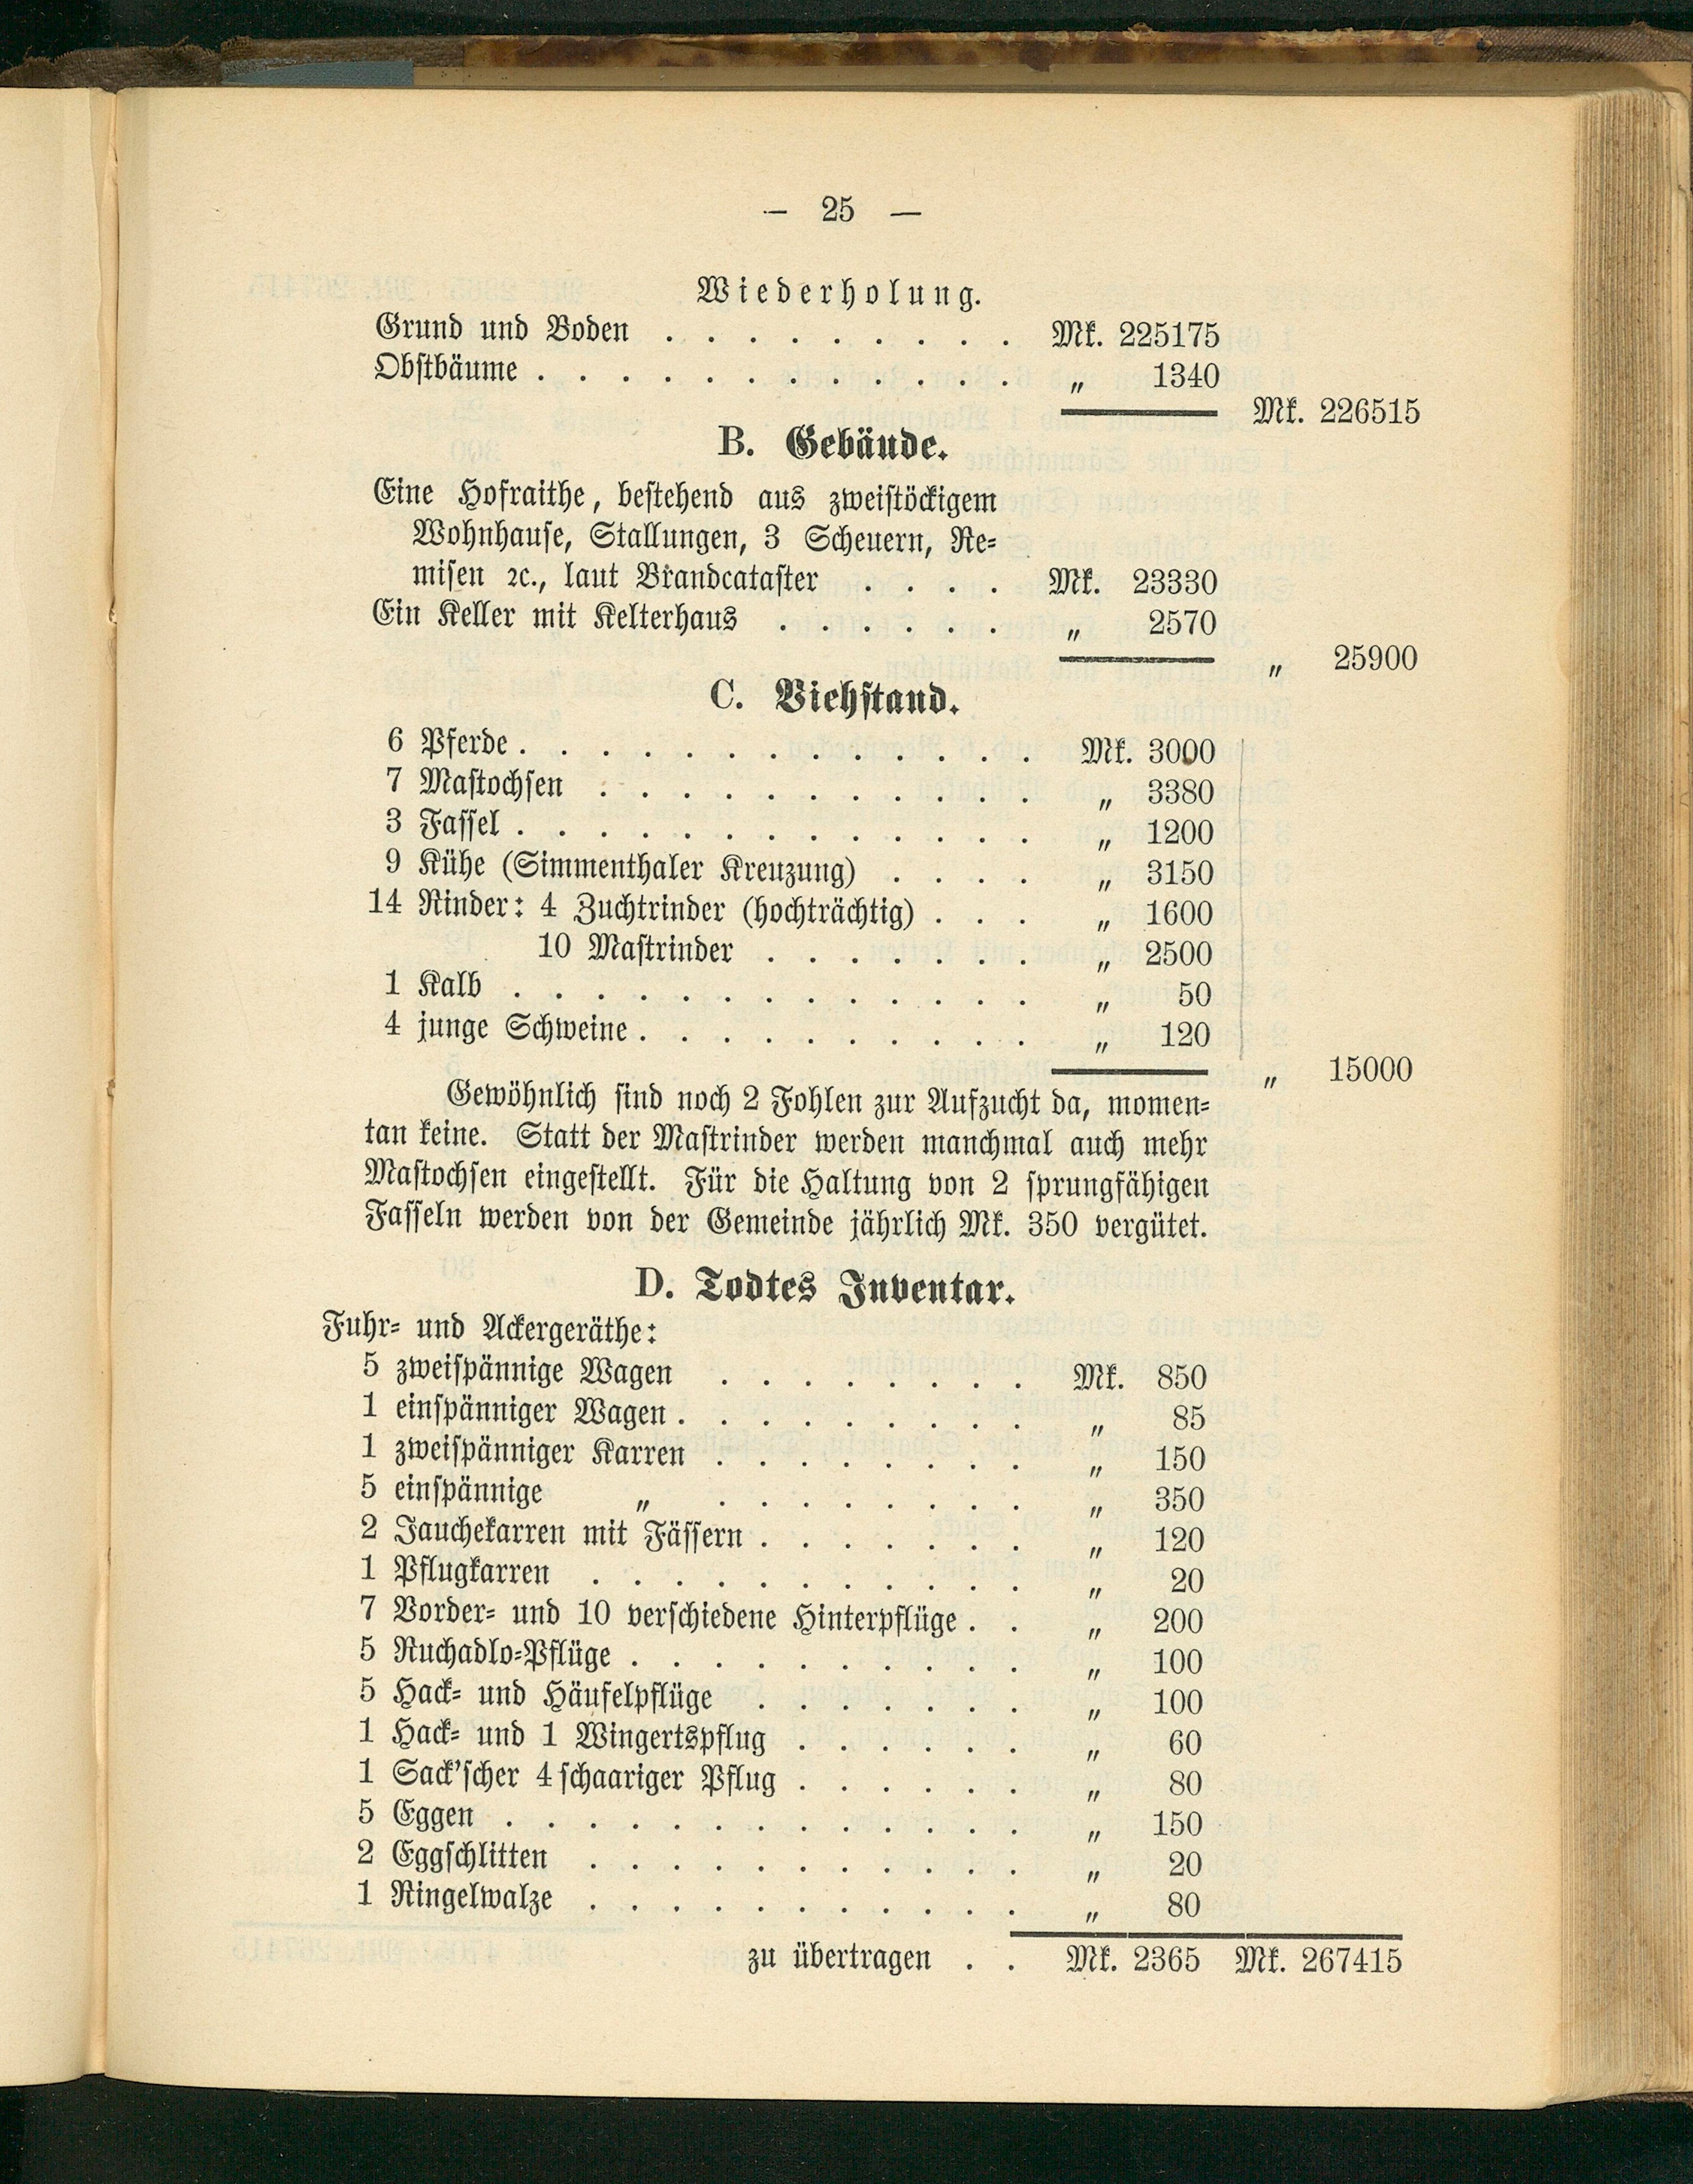 — 25 —
Wiederholung.
Grund und Boden . . . . . . . . . Mk. 225175
Obstbäume . . . . . . . . . . . . „ 1340
Mk. 226515
B. Gebäude.
Eine Hofraithe, bestehend aus zweistöckigem
Wohnhause, Stallungen, 3 Scheuern, Re-
misen ꝛc., laut Brandcataster . . . . Mk. 23330
Ein Keller mit Kelterhaus . . . . . . „ 2570
„ 25900
C. Viehstand.
6 Pferde . . . . . . . . . . . . . Mk. 3000
7 Mastochsen . . . . . . . . . . . „ 3380
3 Fassel . . . . . . . . . . . . . „ 1200
9 Kühe (Simmenthaler Kreuzung) . . . . „ 3150
14 Rinder: 4 Zuchtrinder (hochträchtig) . . . „ 1600
10 Mastrinder . . . . . . . „ 2500
1 Kalb . . . . . . . . . . . . . „ 50
4 junge Schweine . . . . . . . . . . „ 120
„ 15000
Gewöhnlich sind noch 2 Fohlen zur Aufzucht da, momen-
tan keine. Statt der Mastrinder werden manchmal auch mehr
Mastochsen eingestellt. Für die Haltung von 2 sprungfähigen
Fasseln werden von der Gemeinde jährlich Mk. 350 vergütet.
D. Todtes Inventar.
Fuhr- und Ackergeräthe:
5 zweispännige Wagen . . . . . . . . Mk. 850
1 einspänniger Wagen . . . . . . . . . „ 85
1 zweispänniger Karren . . . . . . . . „ 150
5 einspännige „ . . . . . . . . „ 350
2 Jauchekarren mit Fässern . . . . . . . „ 120
1 Pflugkarren . . . . . . . . . . . „ 20
7 Vorder- und 10 verschiedene Hinterpflüge . . „ 200
5 Ruchadlo-Pflüge . . . . . . . . . . „ 100
5 Hack- und Häufelpflüge . . . . . . . „ 100
1 Hack- und 1 Wingertspflug . . . . . . „ 60
1 Sack'scher 4 schaariger Pflug . . . . . . „ 80
5 Eggen . . . . . . . . . . . . . „ 150
2 Eggschlitten . . . . . . . . . . . „ 20
1 Ringelwalze . . . . . . . . . . . „ 80
zu übertragen . . Mk. 2365 Mk. 267415